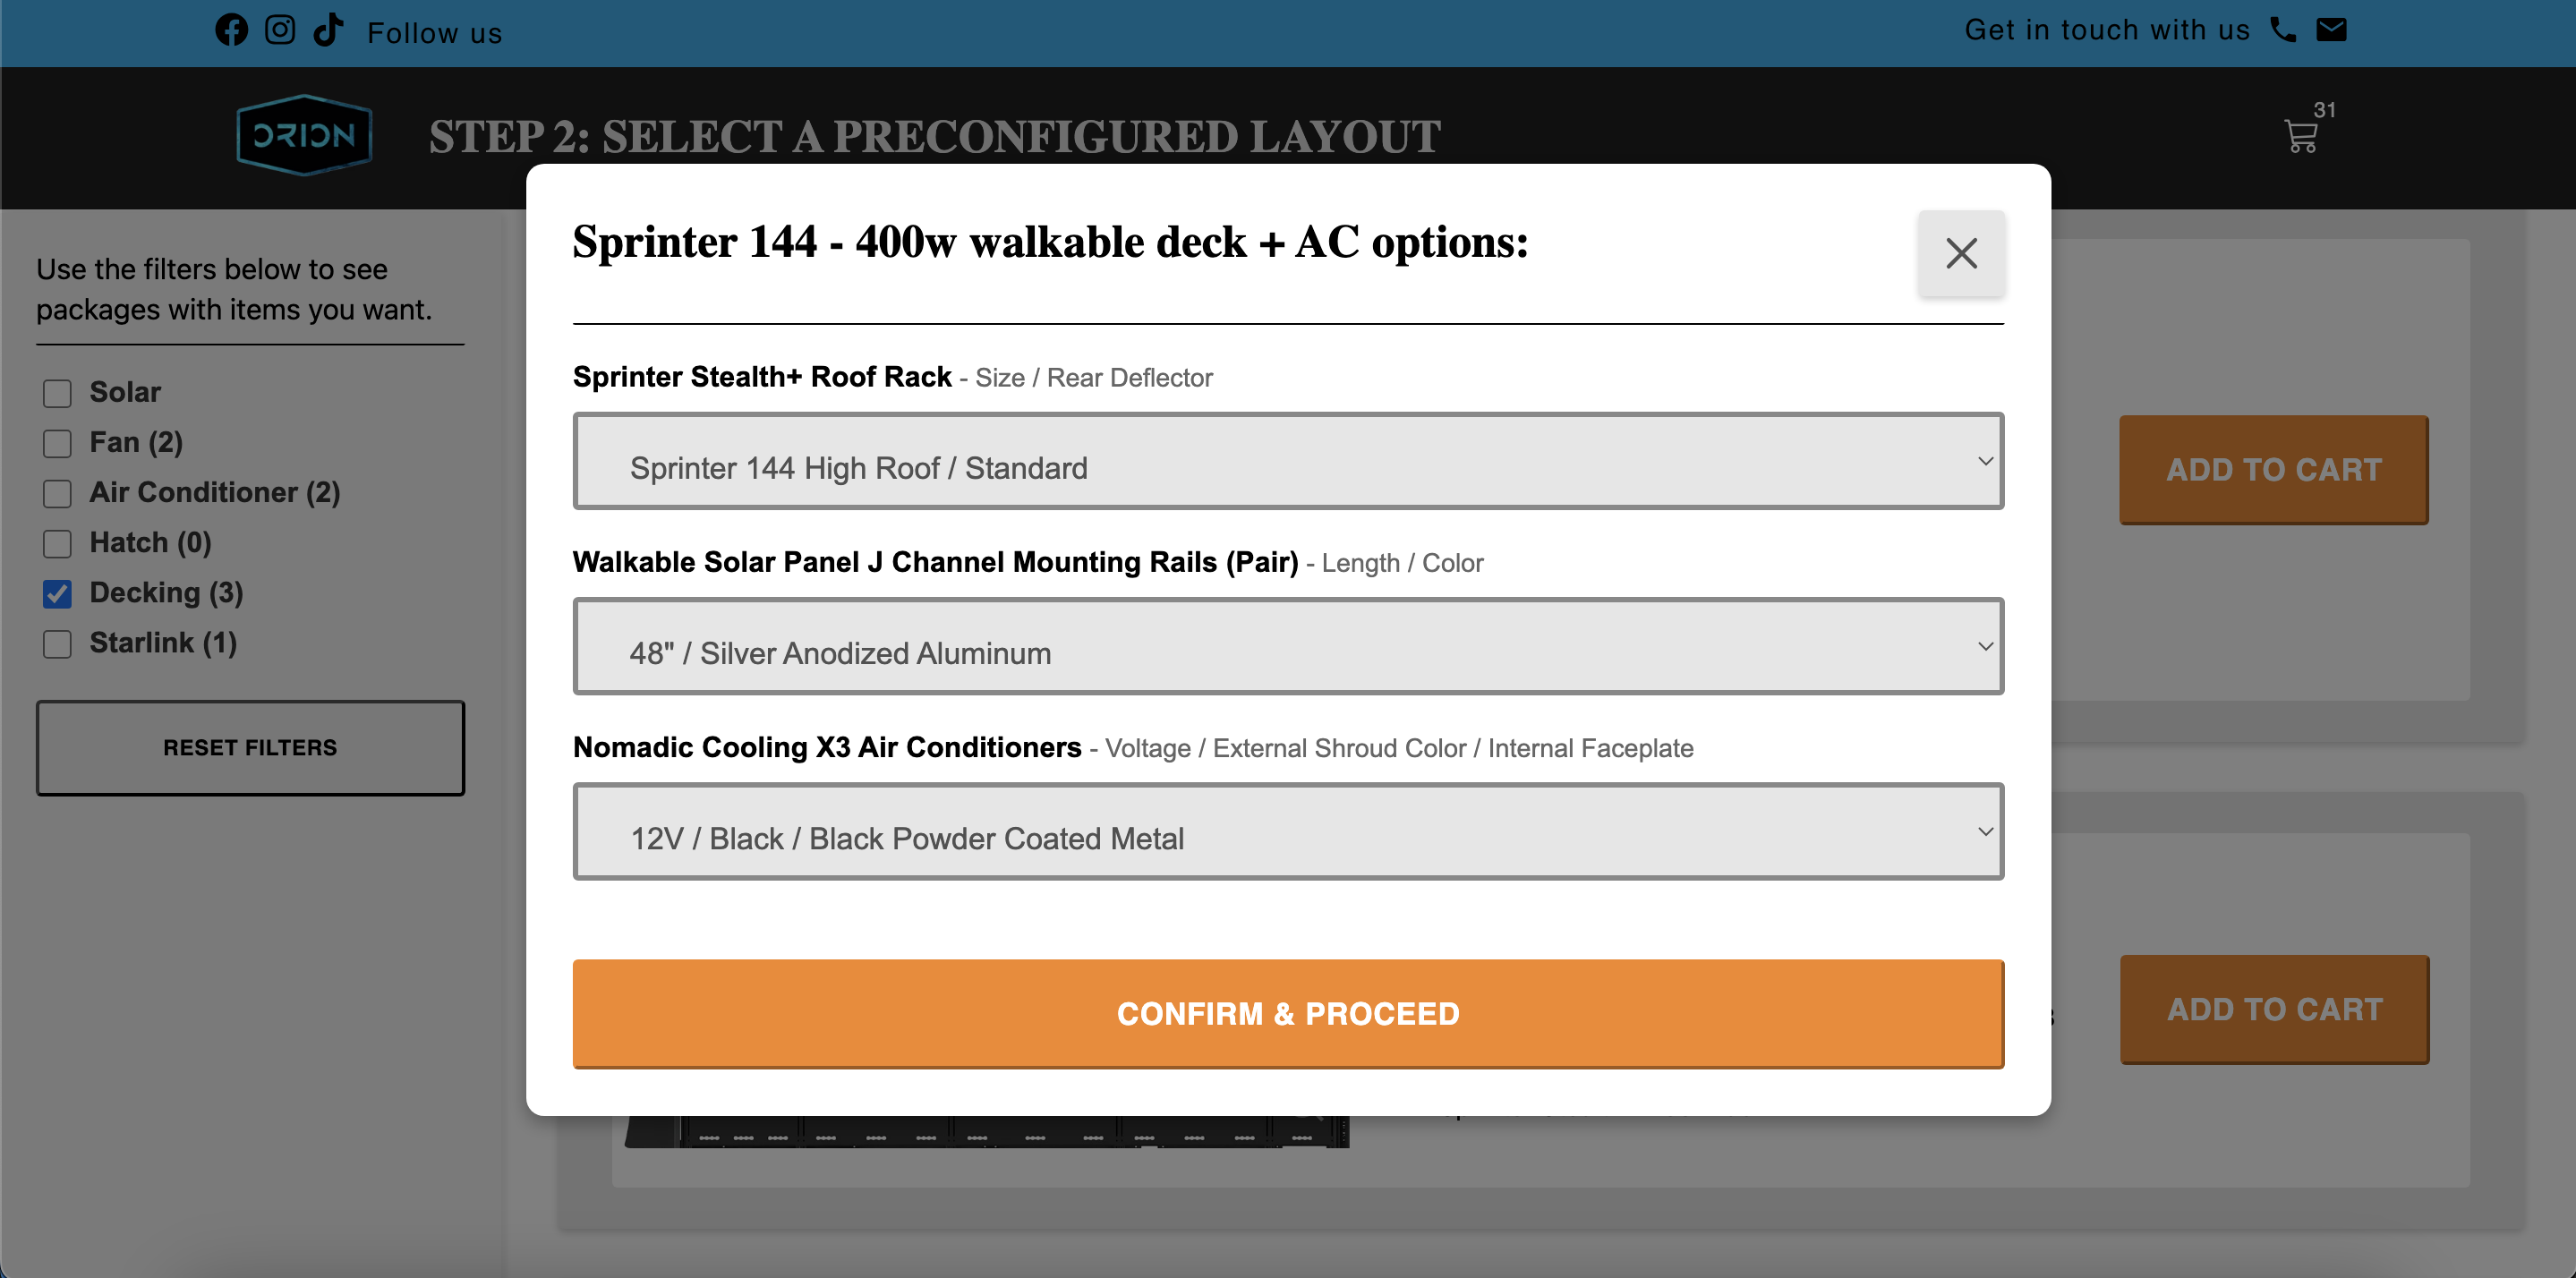 Follow us
Get in touch with us
ORION
STEP 2: SELECT A PRECONFIGURED LAYOUT
31
Use the filters below to see
packages with items you want.
Solar
Fan (2)
Air Conditioner (2)
Hatch (0)
Decking (3)
Starlink (1)
RESET FILTERS
Sprinter 144 - 400w walkable deck + AC options:
Sprinter Stealth+ Roof Rack - Size / Rear Deflector
Sprinter 144 High Roof / Standard
Walkable Solar Panel J Channel Mounting Rails (Pair) - Length / Color
48" / Silver Anodized Aluminum
Nomadic Cooling X3 Air Conditioners - Voltage / External Shroud Color / Internal Faceplate
12V / Black / Black Powder Coated Metal
CONFIRM & PROCEED
ADD TO CART
ADD TO CART